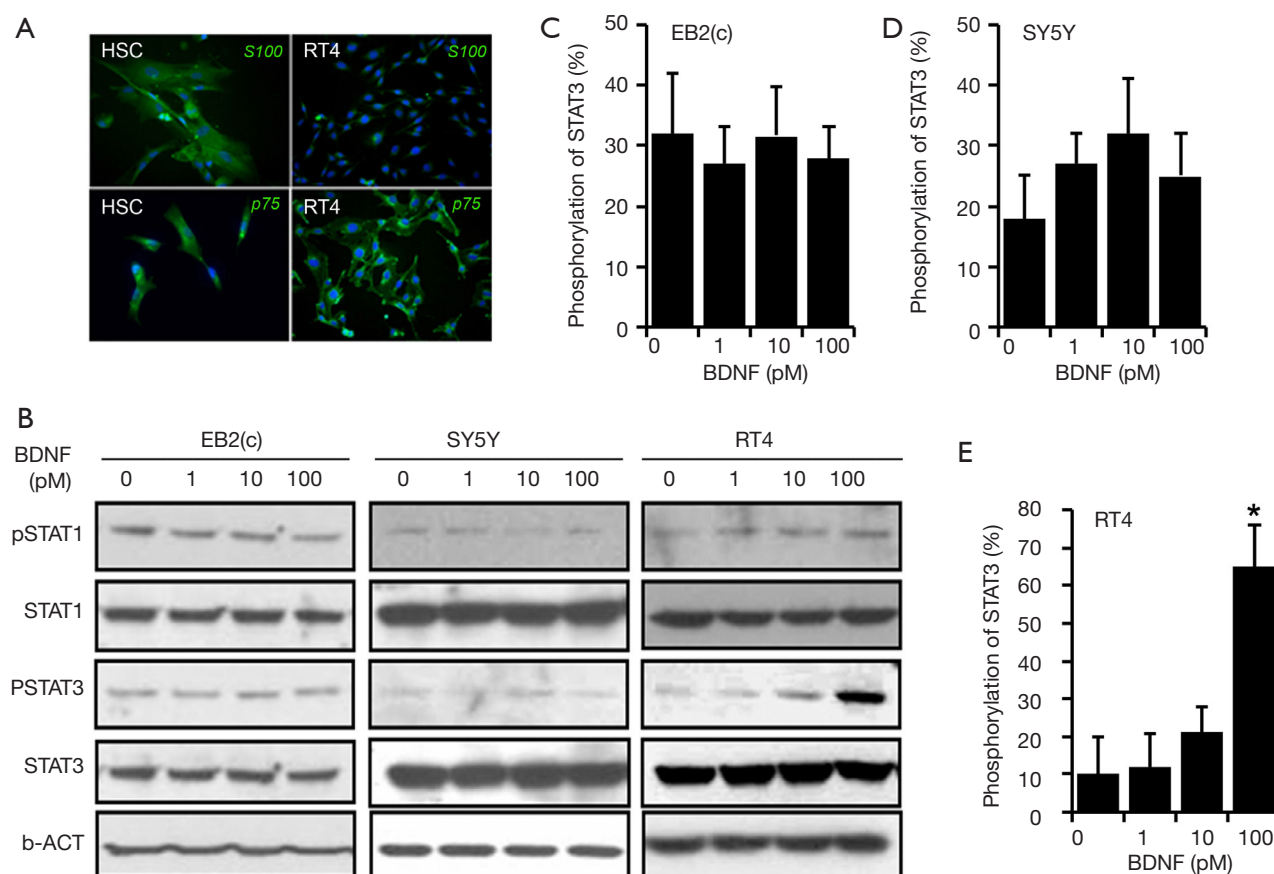 A
HSC
S100
RT4
S100
HSC
p75
RT4
p75
C
EB2(c)
Phosphorylation of STAT3 (%)
50
40
30
20
10
0
0 1 10 100
BDNF (pM)
D
SY5Y
Phosphorylation of STAT3 (%)
50
40
30
20
10
0
0 1 10 100
BDNF (pM)
B
EB2(c) SY5Y RT4
BDNF
(pM)
0 1 10 100 0 1 10 100 0 1 10 100
pSTAT1
STAT1
PSTAT3
STAT3
b-ACT
E
RT4
*
Phosphorylation of STAT3 (%)
80
70
60
50
40
30
20
10
0
0 1 10 100
BDNF (pM)